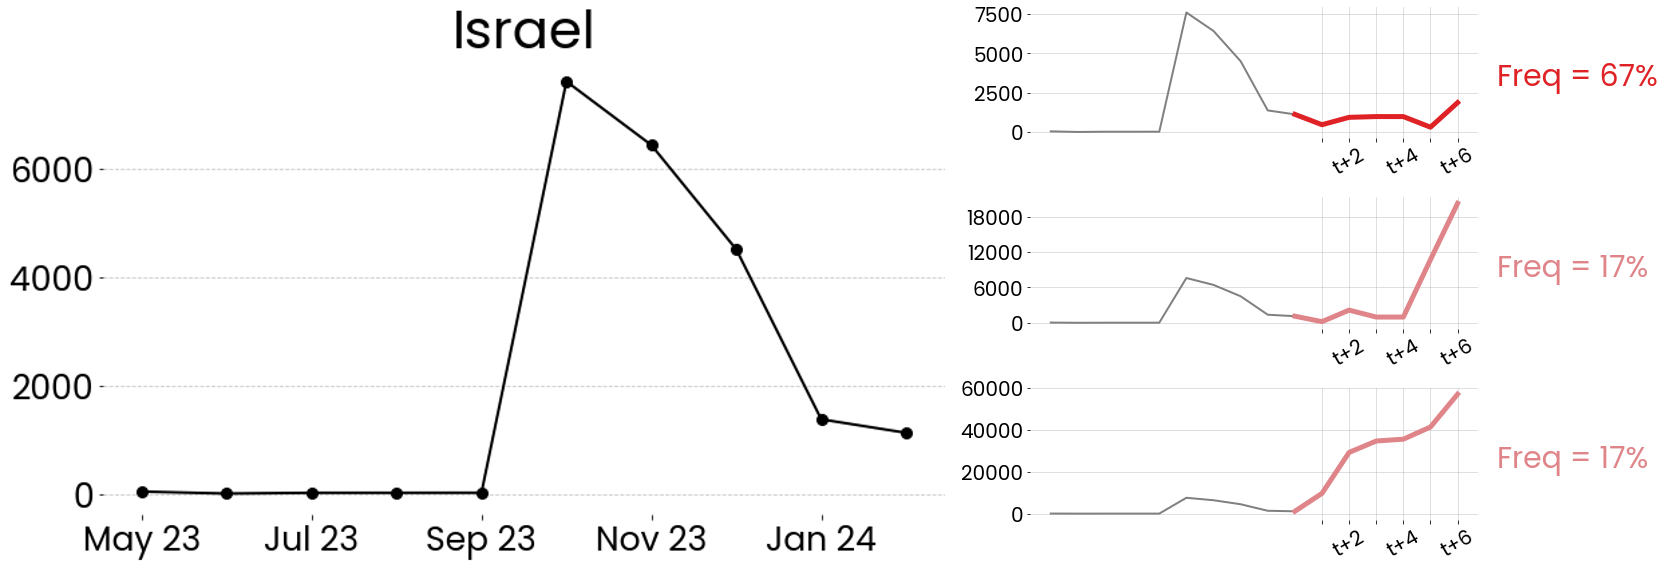 Israel
6000
4000
2000
0
May 23 Jul 23 Sep 23 Nov 23 Jan 24
7500
5000
2500
0
t+2 t+4 t+6
Freq = 67%
18000
12000
6000
0
t+2 t+4 t+6
Freq = 17%
60000
40000
20000
0
t+2 t+4 t+6
Freq = 17%